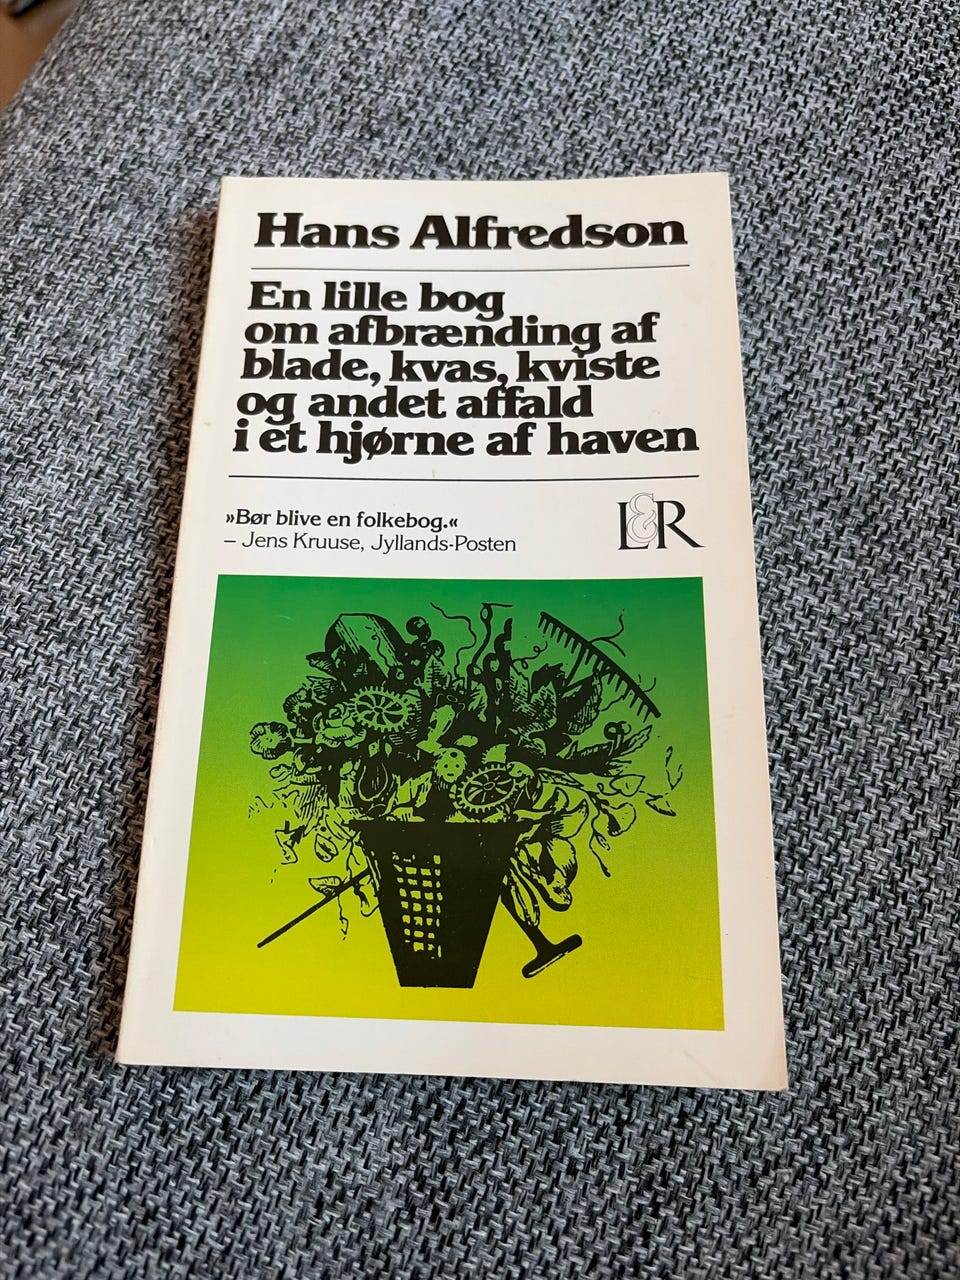 Hans Alfredson
En lille bog
om afbrænding af
blade, kvas, kviste
og andet affald
i et hjørne af haven
»Bør blive en folkebog.«
– Jens Kruuse, Jyllands-Posten
L&R